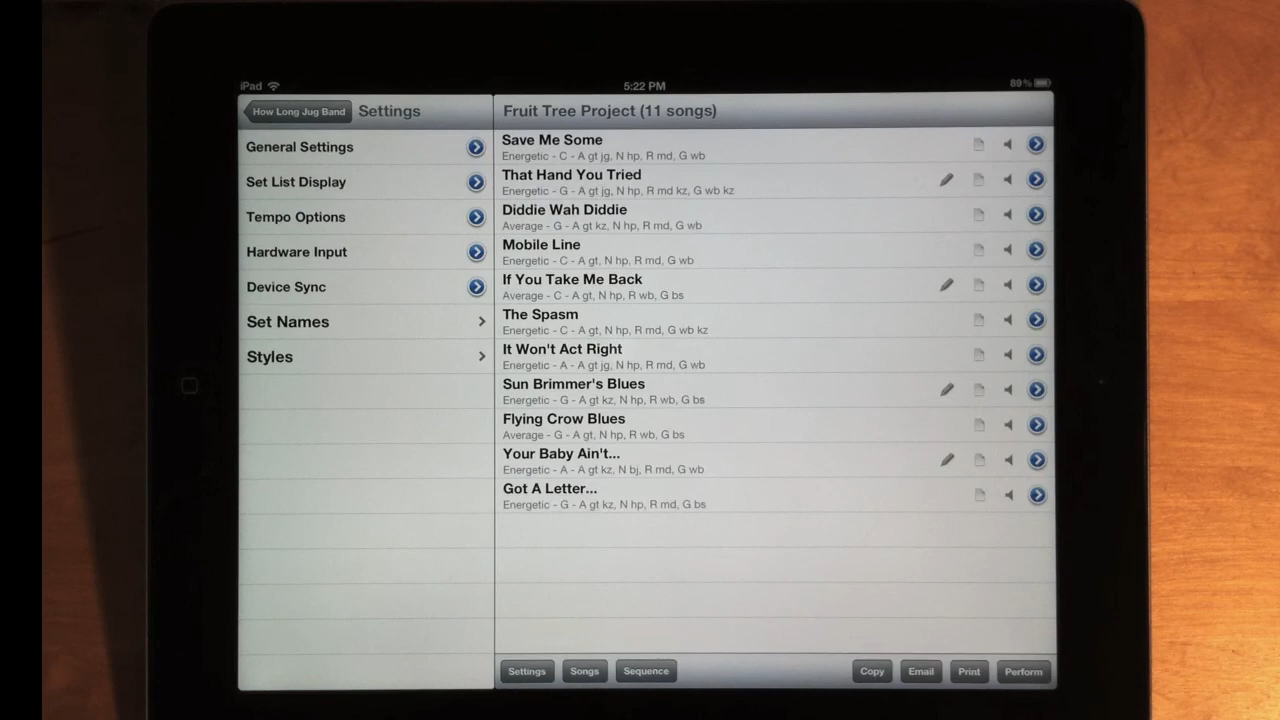 iPad 5:22 PM 89%
How Long Jug Band Settings
Fruit Tree Project (11 songs)
General Settings
Set List Display
Tempo Options
Hardware Input
Device Sync
Set Names
Styles
Save Me Some
Energetic - C - A gt jg, N hp, R md, G wb
That Hand You Tried
Energetic - G - A gt jg, N hp, R md kz, G wb kz
Diddie Wah Diddie
Average - G - A gt kz, N hp, R md, G wb
Mobile Line
Energetic - C - A gt, N hp, R md, G wb
If You Take Me Back
Average - C - A gt, N hp, R wb, G bs
The Spasm
Energetic - C - A gt, N hp, R md, G wb kz
It Won't Act Right
Energetic - A - A gt jg, N hp, R md, G wb
Sun Brimmer's Blues
Energetic - G - A gt kz, N hp, R wb, G bs
Flying Crow Blues
Average - G - A gt, N hp, R wb, G bs
Your Baby Ain't...
Energetic - A - A gt kz, N bj, R md, G wb
Got A Letter...
Energetic - G - A gt kz, N hp, R md, G bs
Settings Songs Sequence Copy Email Print Perform